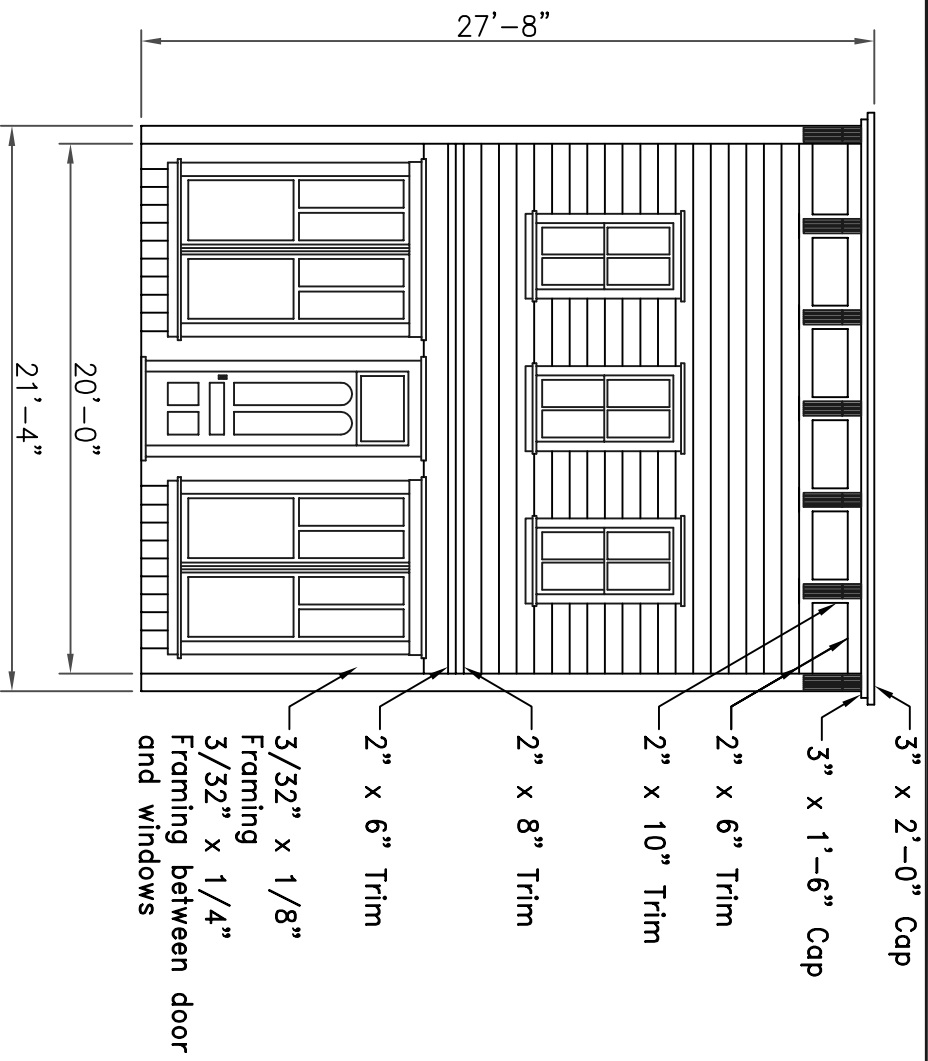 27'-8"
3" x 2'-0" Cap
3" x 1'-6" Cap
2" x 6" Trim
2" x 10" Trim
2" x 8" Trim
2" x 6" Trim
3/32" x 1/8"
Framing
3/32" x 1/4"
Framing between door
and windows
20'-0"
21'-4"